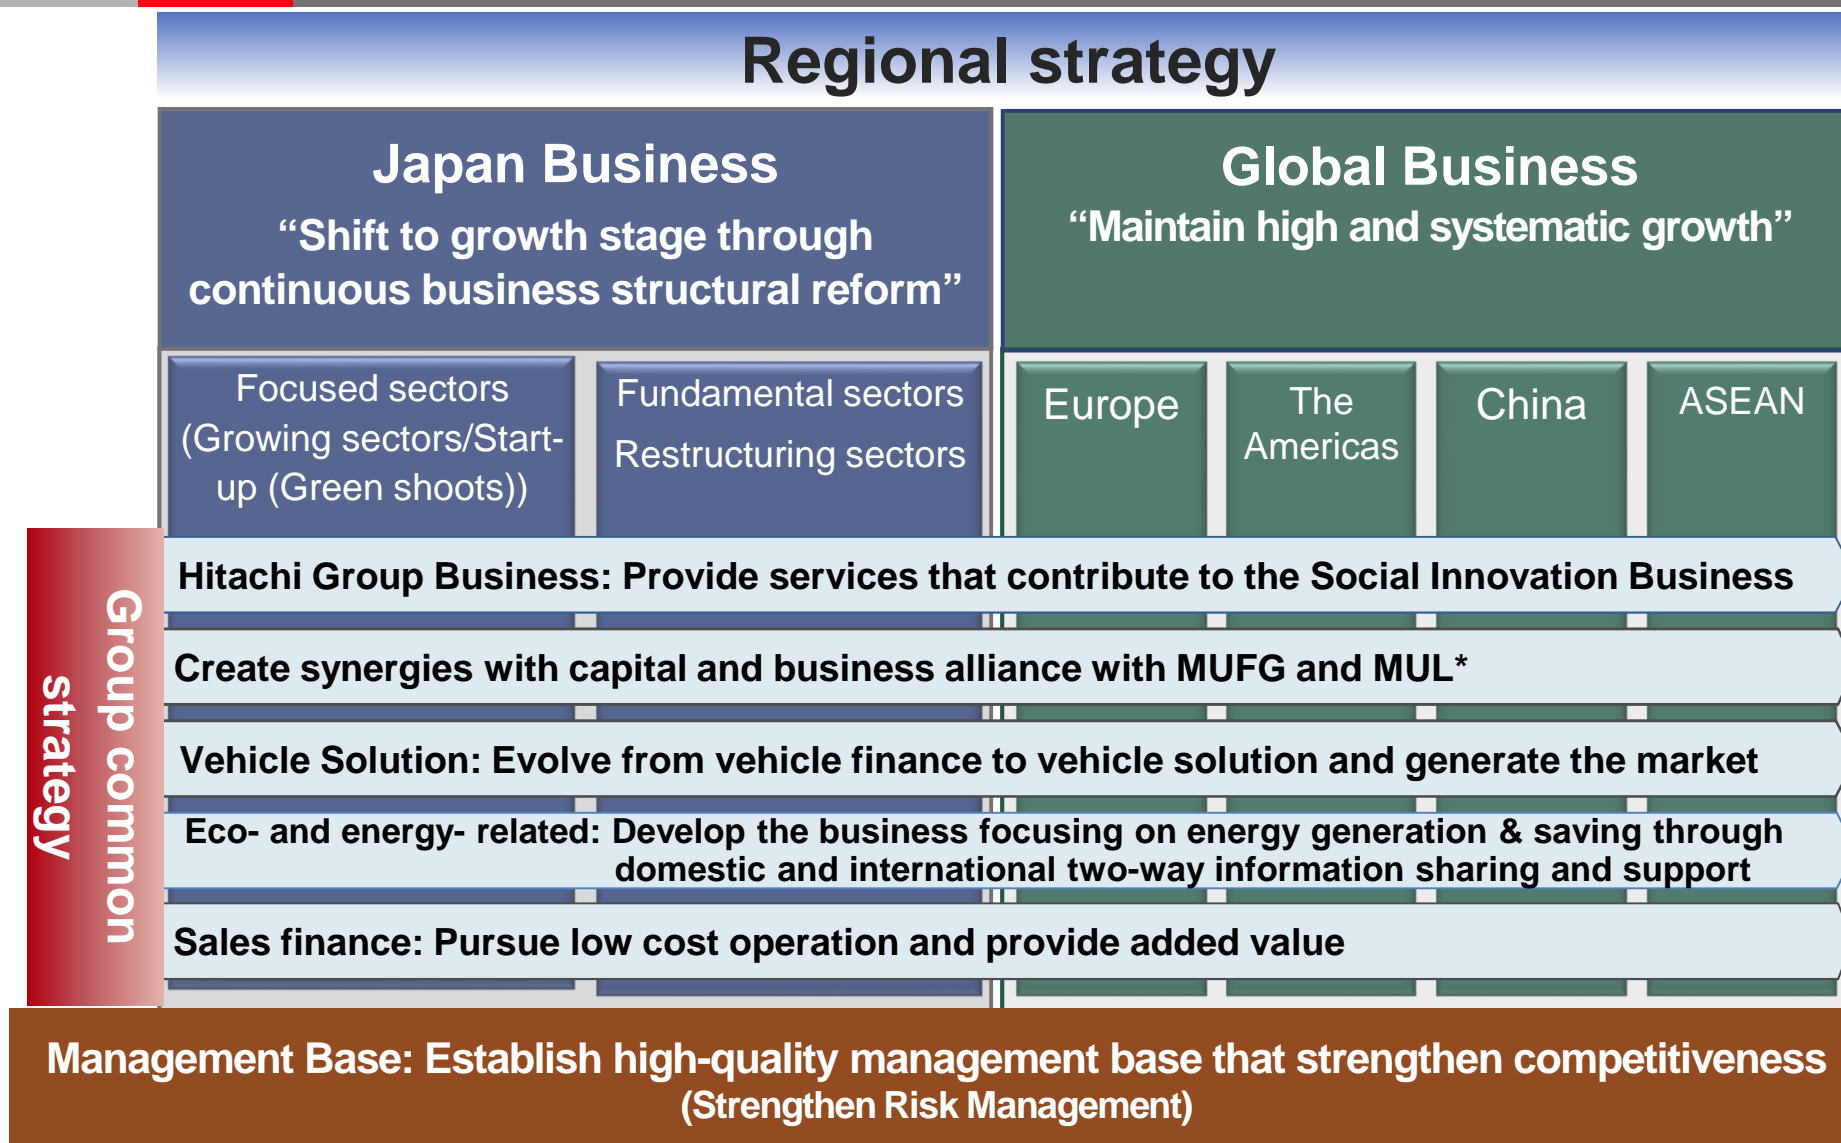 Regional strategy
Japan Business
“Shift to growth stage through
continuous business structural reform”
Global Business
“Maintain high and systematic growth”
Focused sectors
(Growing sectors/Start-
up (Green shoots))
Fundamental sectors
Restructuring sectors
Europe
The
Americas
China
ASEAN
Group common
strategy
Hitachi Group Business: Provide services that contribute to the Social Innovation Business
Create synergies with capital and business alliance with MUFG and MUL*
Vehicle Solution: Evolve from vehicle finance to vehicle solution and generate the market
Eco- and energy- related: Develop the business focusing on energy generation & saving through
domestic and international two-way information sharing and support
Sales finance: Pursue low cost operation and provide added value
Management Base: Establish high-quality management base that strengthen competitiveness
(Strengthen Risk Management)